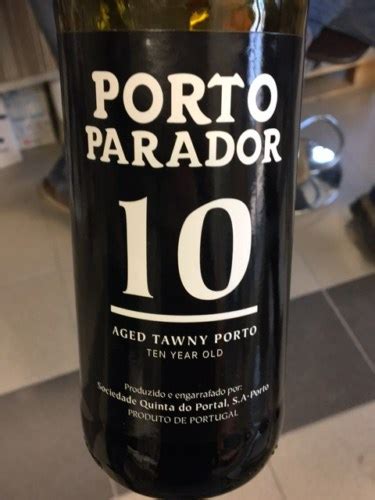 PORTO
PARADOR
10
AGED TAWNY PORTO
TEN YEAR OLD
Produzido e engarrafado por:
Sociedade Quinta do Portal, S.A-Porto
PRODUTO DE PORTUGAL